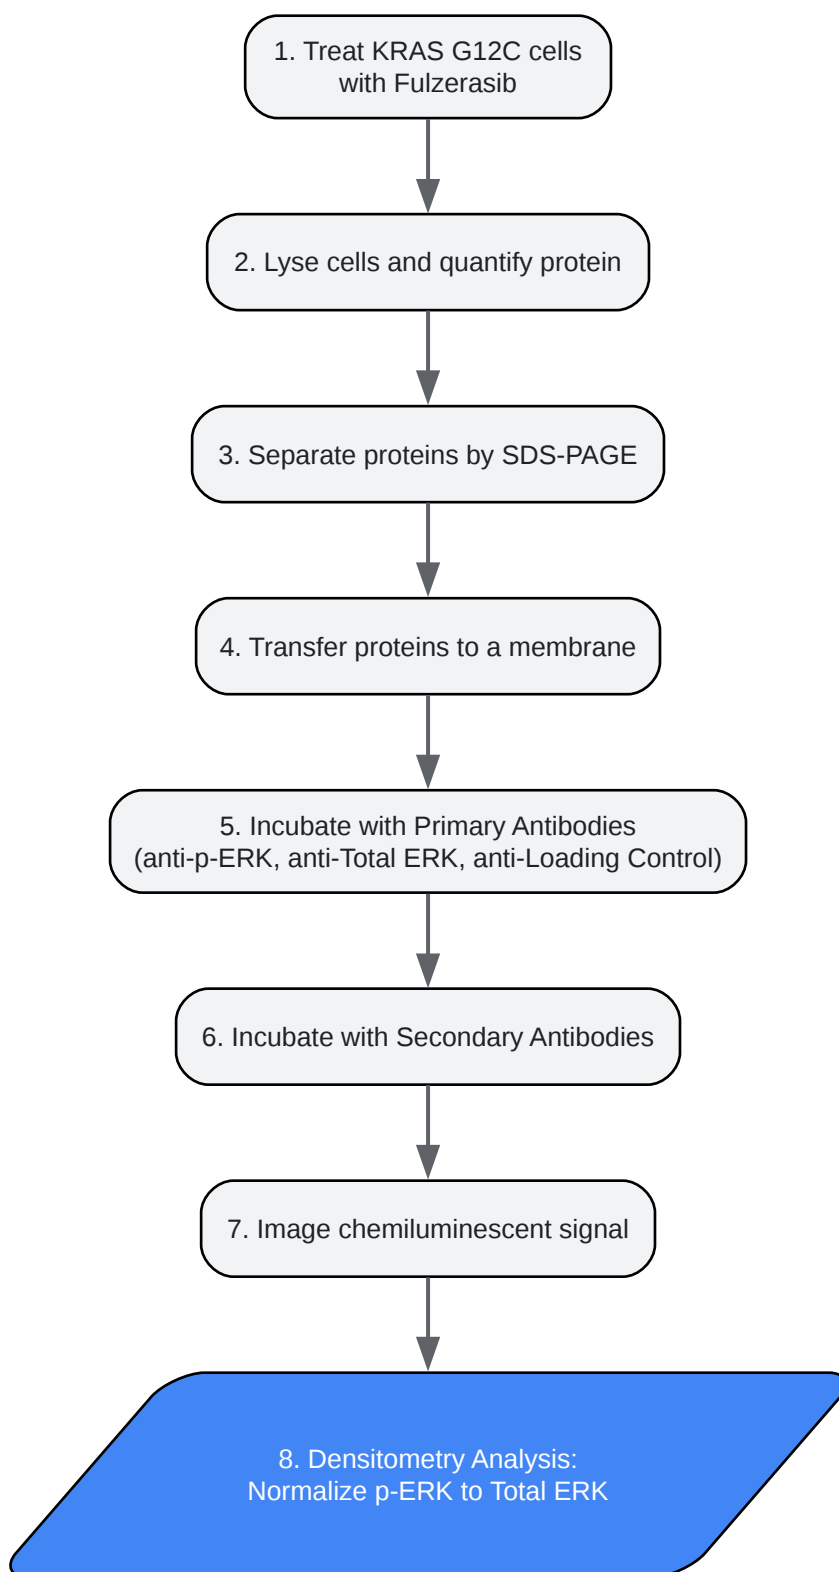 1. Treat KRAS G12C cells
with Fulzerasib
2. Lyse cells and quantify protein
3. Separate proteins by SDS-PAGE
4. Transfer proteins to a membrane
5. Incubate with Primary Antibodies
(anti-p-ERK, anti-Total ERK, anti-Loading Control)
6. Incubate with Secondary Antibodies
7. Image chemiluminescent signal
8. Densitometry Analysis:
Normalize p-ERK to Total ERK